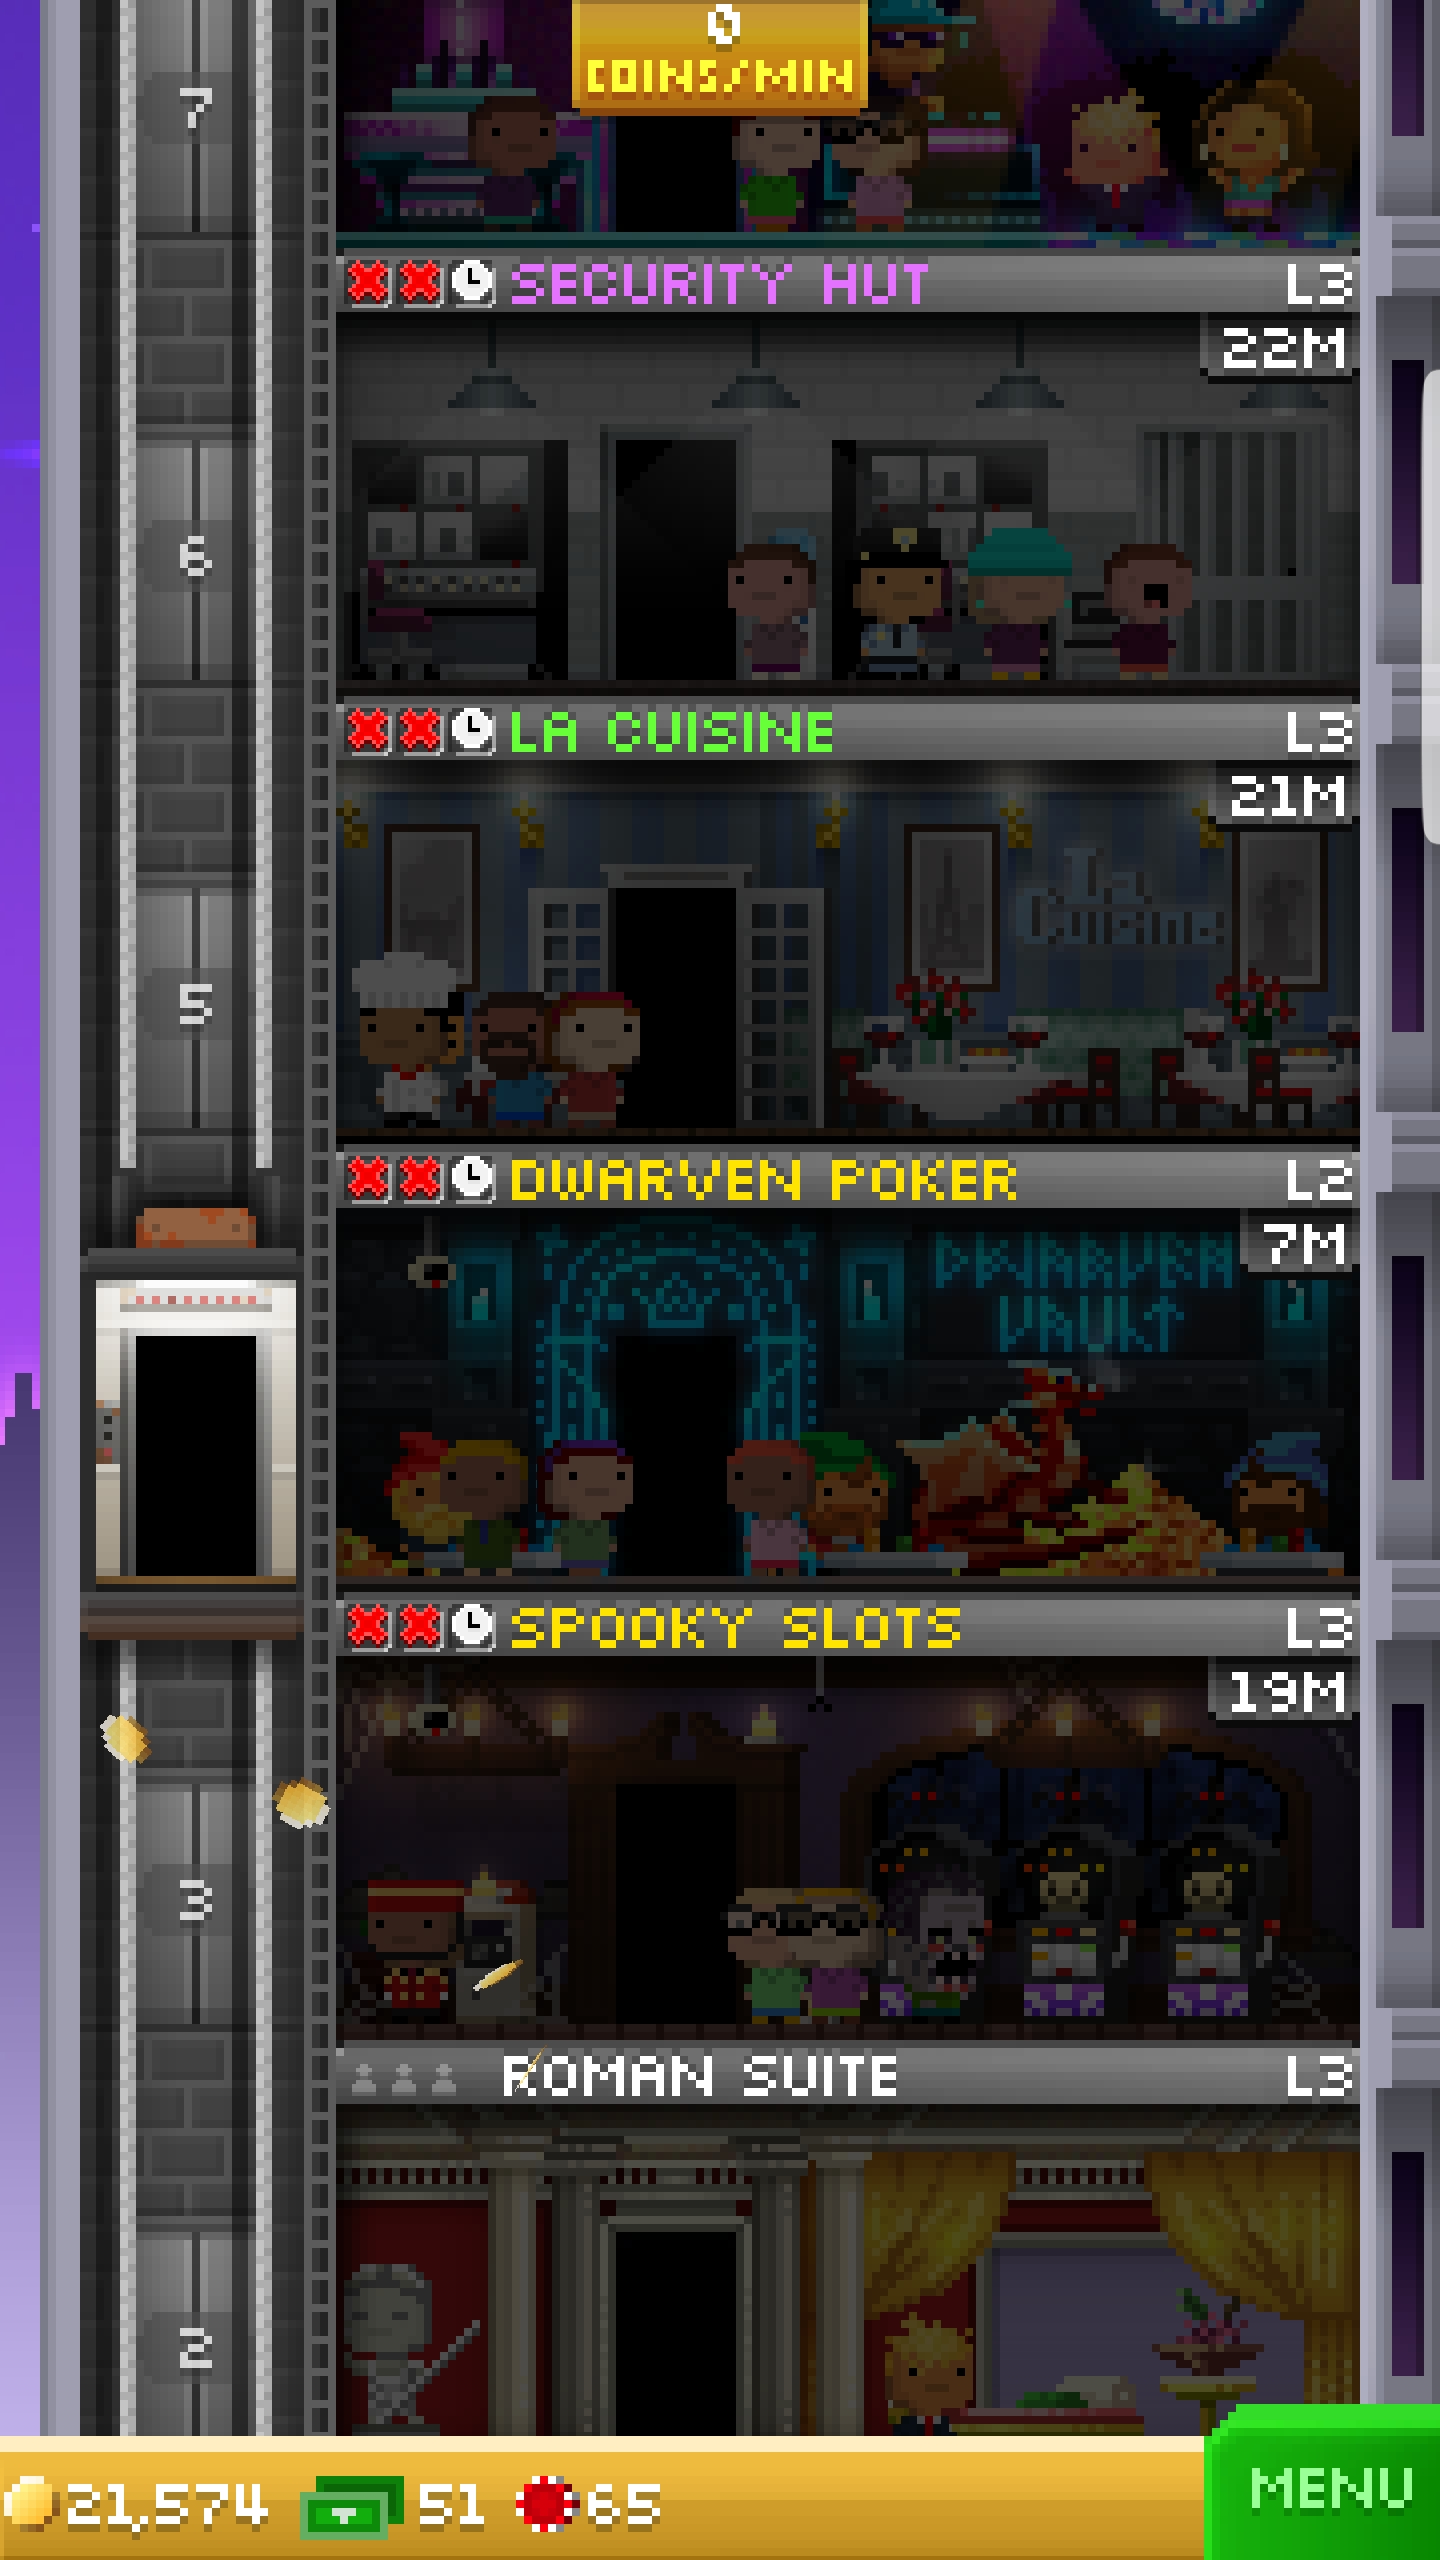 0
COINS/MIN
7
SECURITY HUT L3
22M
6
LA CUISINE L3
21M
La
Cuisine
5
DWARVEN POKER L2
7M
DWARVEN
VAULT
SPOOKY SLOTS L3
19M
3
ROMAN SUITE L3
2
21,574 51 65 MENU